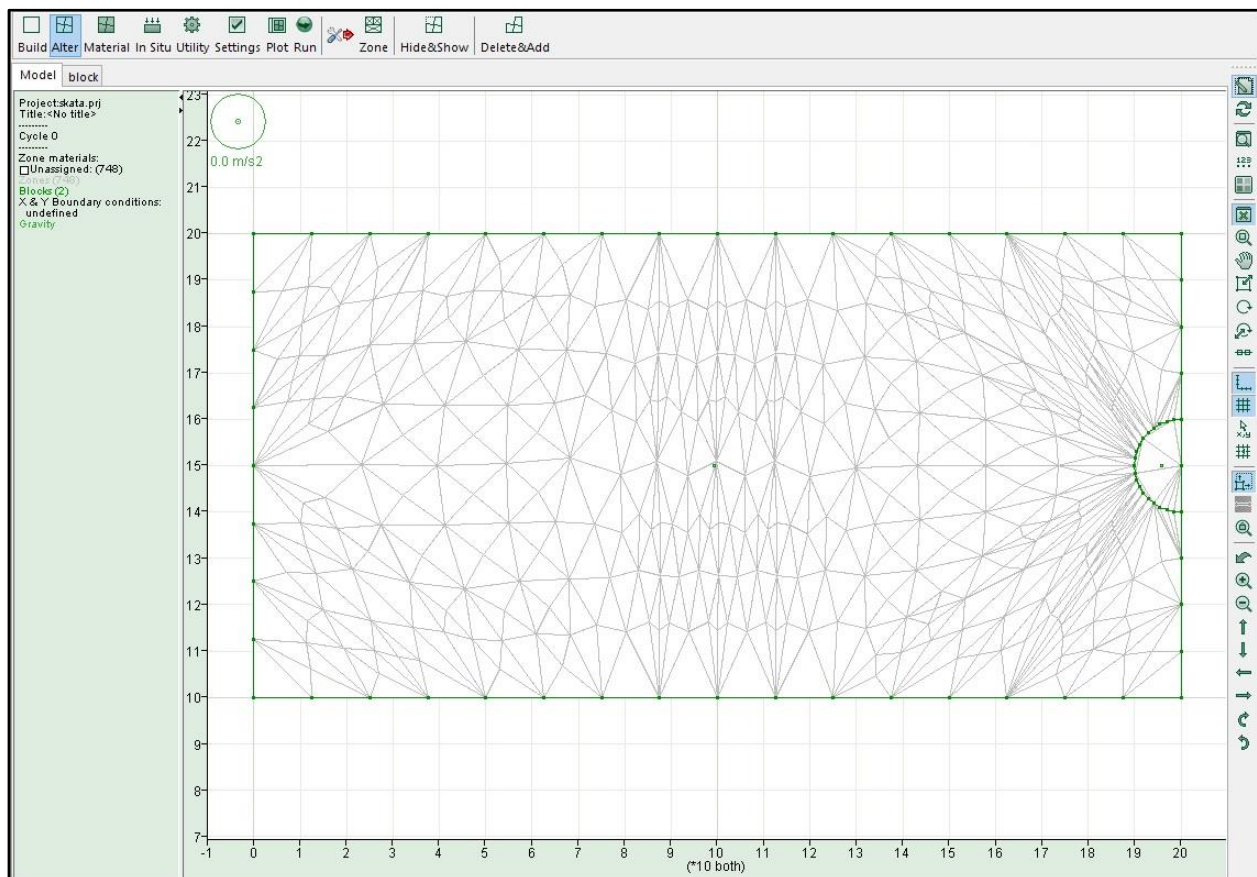 Build Alter Material In Situ Utility Settings Plot Run Zone Hide&Show Delete&Add
Model block
Project:skata.prj
Title:<No title>
---------
Cycle 0
---------
Zone materials:
Unassigned: (748)
Zones (748)
Blocks (2)
X & Y Boundary conditions:
undefined
Gravity
0.0 m/s2
23
22
21
20
19
18
17
16
15
14
13
12
11
10
9
8
7
-1 0 1 2 3 4 5 6 7 8 9 10 11 12 13 14 15 16 17 18 19 20
(*10 both)
123
x,y